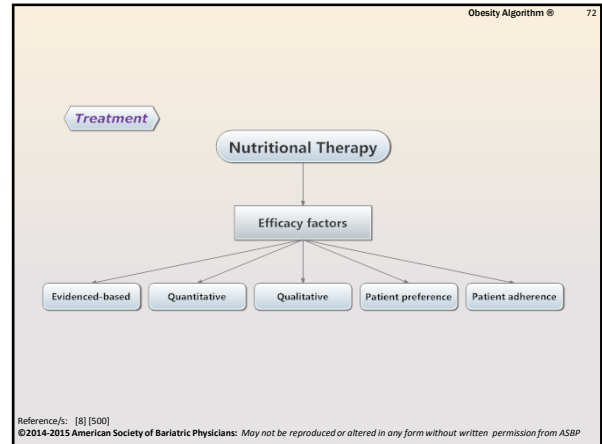 Obesity Algorithm ® 72
Treatment
Nutritional Therapy
Efficacy factors
Evidenced-based Quantitative Qualitative Patient preference Patient adherence
Reference/s: [8] [500]
©2014-2015 American Society of Bariatric Physicians: May not be reproduced or altered in any form without written permission from ASBP